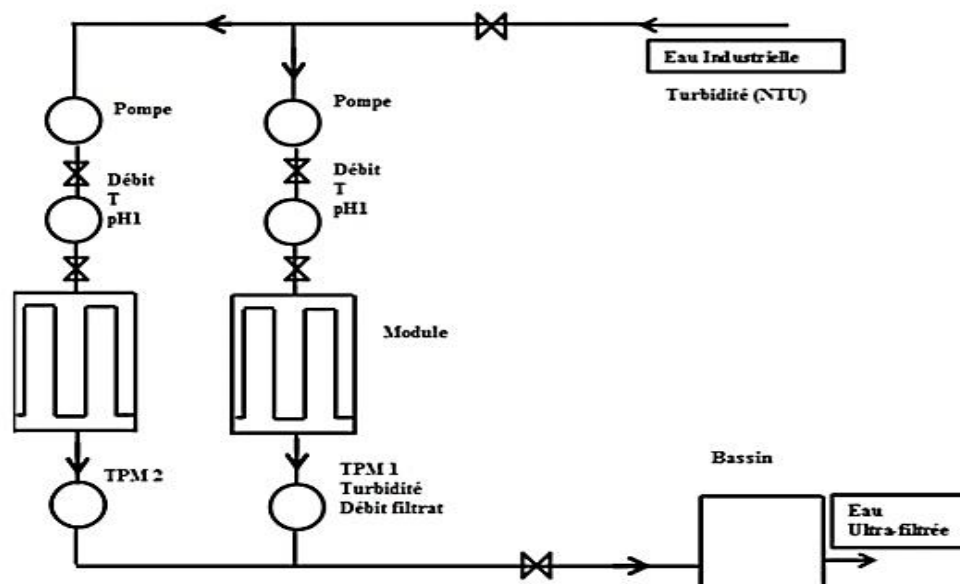 Eau Industrielle
Turbidité (NTU)
Pompe
Pompe
Débit
T
pH1
Débit
T
pH1
Module
TPM 2
TPM 1
Turbidité
Débit filtrat
Bassin
Eau
Ultra-filtrée